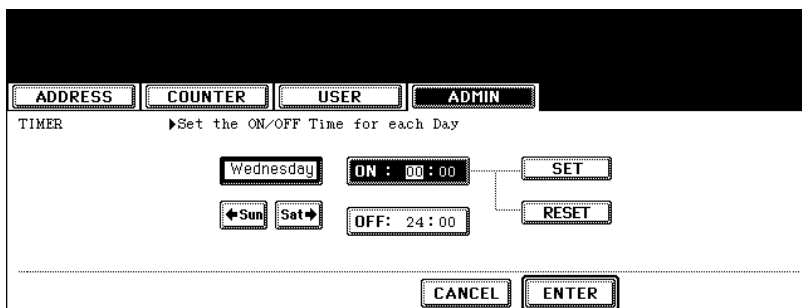 ADDRESS COUNTER USER ADMIN
TIMER ▶Set the ON/OFF Time for each Day
Wednesday ON : 00:00 SET
←Sun Sat→ OFF: 24:00 RESET
CANCEL ENTER